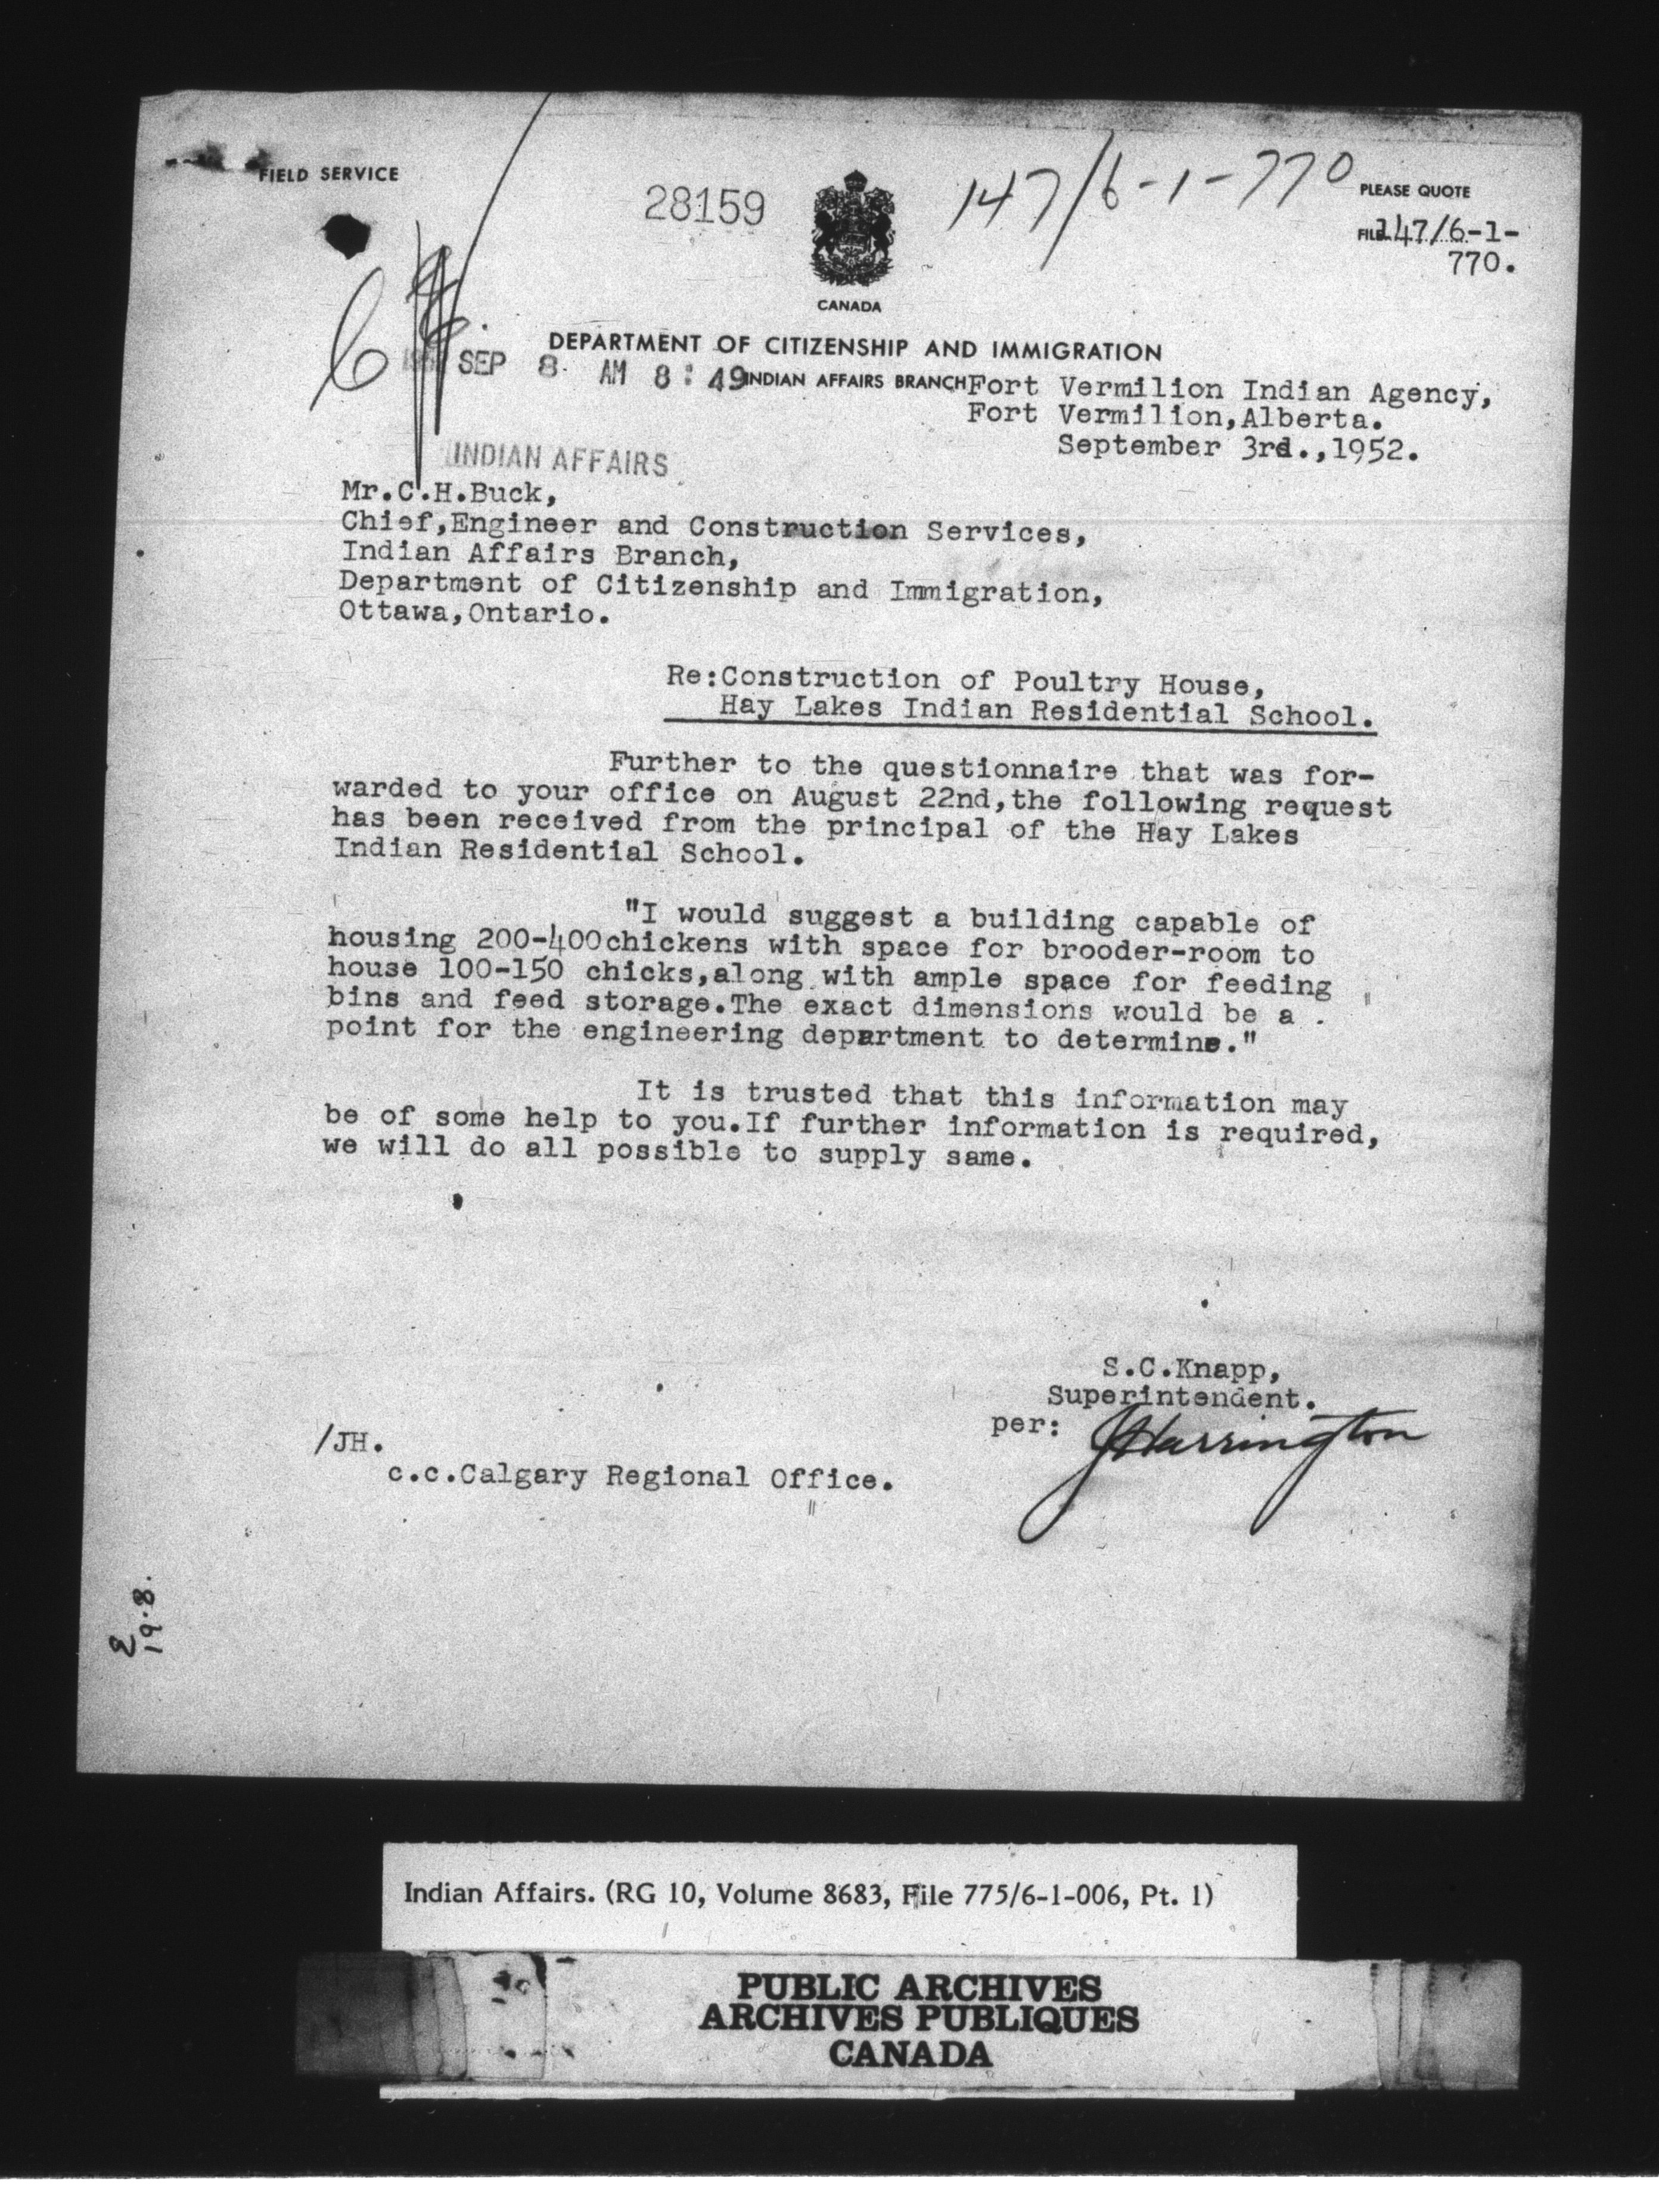 FIELD SERVICE
28159
147/6-1-770
PLEASE QUOTE
FILE 147/6-1-
770.
CANADA
DEPARTMENT OF CITIZENSHIP AND IMMIGRATION
SEP 8 AM 8:49
INDIAN AFFAIRS BRANCH
Fort Vermilion Indian Agency,
Fort Vermilion,Alberta.
September 3rd.,1952.
INDIAN AFFAIRS
Mr.C.H.Buck,
Chief,Engineer and Construction Services,
Indian Affairs Branch,
Department of Citizenship and Immigration,
Ottawa,Ontario.
Re:Construction of Poultry House,
Hay Lakes Indian Residential School.
Further to the questionnaire that was for-
warded to your office on August 22nd,the following request
has been received from the principal of the Hay Lakes
Indian Residential School.
"I would suggest a building capable of
housing 200-400chickens with space for brooder-room to
house 100-150 chicks,along with ample space for feeding
bins and feed storage.The exact dimensions would be a
point for the engineering department to determine."
It is trusted that this information may
be of some help to you.If further information is required,
we will do all possible to supply same.
S.C.Knapp,
Superintendent.
per: JHarrington
/JH.
c.c.Calgary Regional Office.
19.8.
Indian Affairs. (RG 10, Volume 8683, File 775/6-1-006, Pt. 1)
PUBLIC ARCHIVES
ARCHIVES PUBLIQUES
CANADA